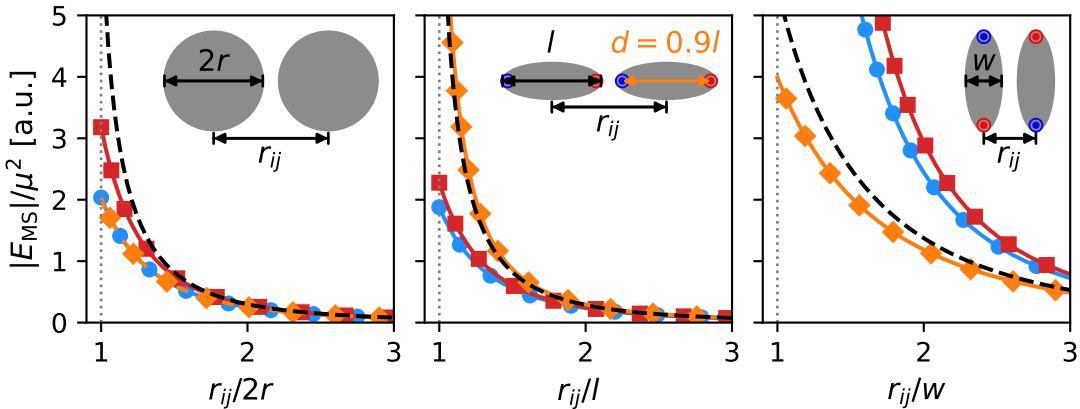 |E_MS|/μ² [a.u.]
5
4
3
2
1
0
2r
r_ij
1
2
3
r_ij/2r
l
d = 0.9l
r_ij
1
2
3
r_ij/l
w
r_ij
1
2
3
r_ij/w